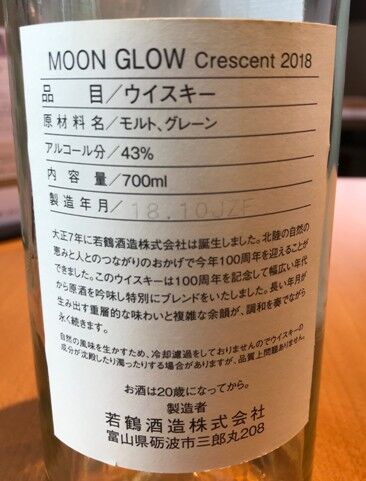 MOON GLOW Crescent 2018
品 目/ウイスキー
原材料名/モルト、グレーン
アルコール分/43%
内容量/700ml
製造年月/18.10J/F
大正7年に若鶴酒造株式会社は誕生しました。北陸の自然の
恵みと人とのつながりのおかげで今年100周年を迎えることが
できました。このウイスキーは100周年を記念して幅広い年代
から原酒を吟味し特別にブレンドをいたしました。長い年月が
生み出す重層的な味わいと複雑な余韻が、調和を奏でながら
永く続きます。
自然の風味を生かすため、冷却濾過をしておりませんのでウイスキーの
成分が沈殿したり濁ったりする場合がありますが、品質上問題ありません。
お酒は20歳になってから。
製造者
若鶴酒造株式会社
富山県砺波市三郎丸208